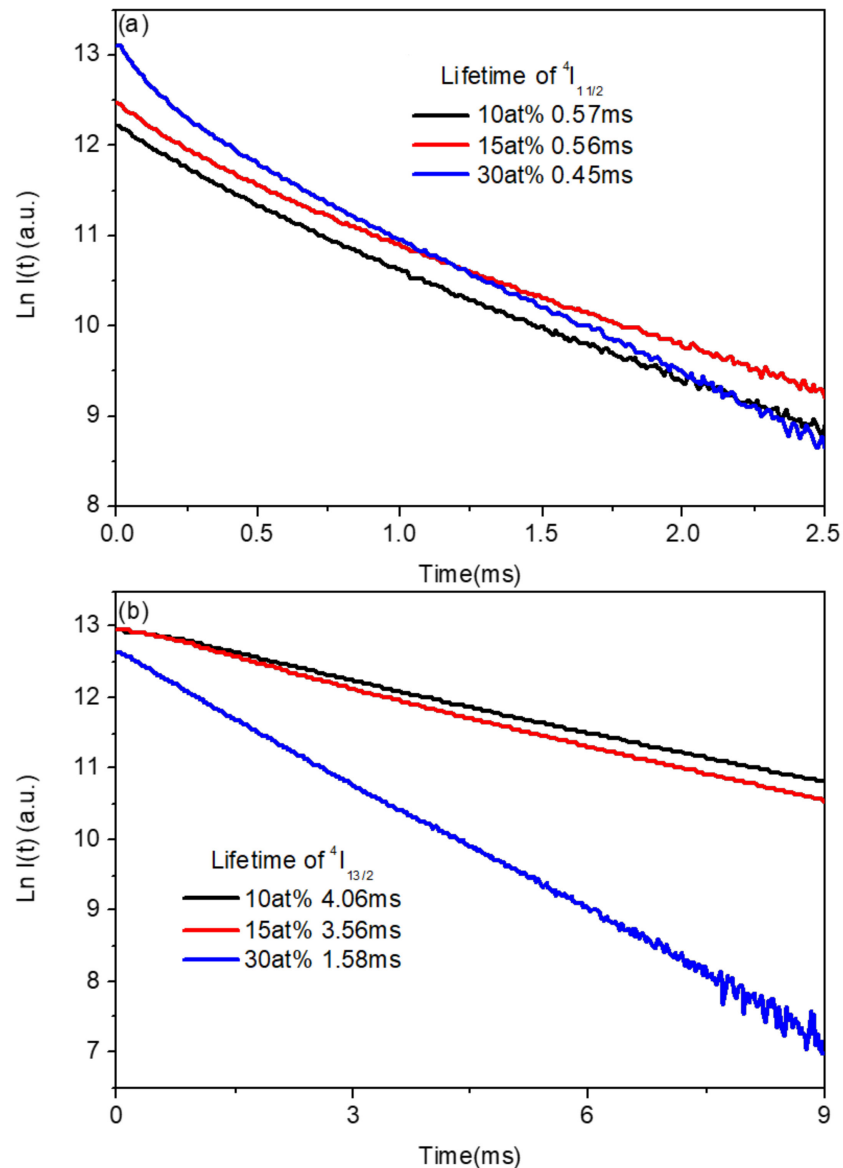 (a)
13
12
11
10
9
8
Ln I(t) (a.u.)
Lifetime of ⁴I₁₁/₂
10at% 0.57ms
15at% 0.56ms
30at% 0.45ms
0.0 0.5 1.0 1.5 2.0 2.5
Time(ms)
(b)
13
12
11
10
9
8
7
Ln I(t) (a.u.)
Lifetime of ⁴I₁₃/₂
10at% 4.06ms
15at% 3.56ms
30at% 1.58ms
0 3 6 9
Time(ms)